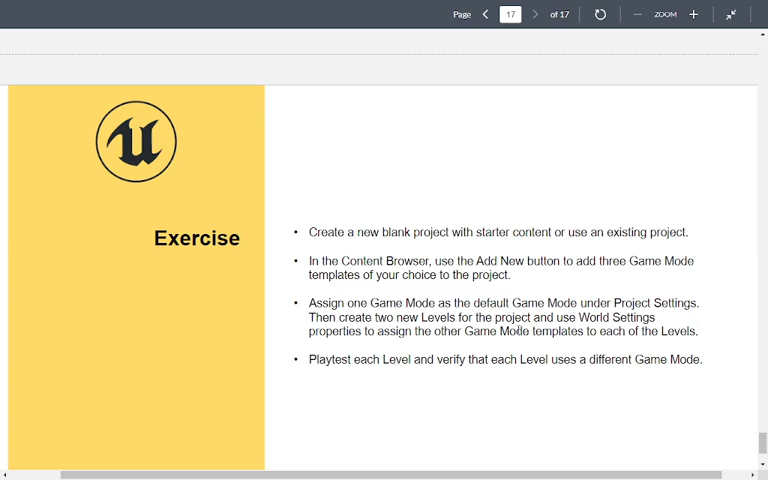 Page 17 of 17 ZOOM
Exercise
• Create a new blank project with starter content or use an existing project.
• In the Content Browser, use the Add New button to add three Game Mode
templates of your choice to the project.
• Assign one Game Mode as the default Game Mode under Project Settings.
Then create two new Levels for the project and use World Settings
properties to assign the other Game Mode templates to each of the Levels.
• Playtest each Level and verify that each Level uses a different Game Mode.